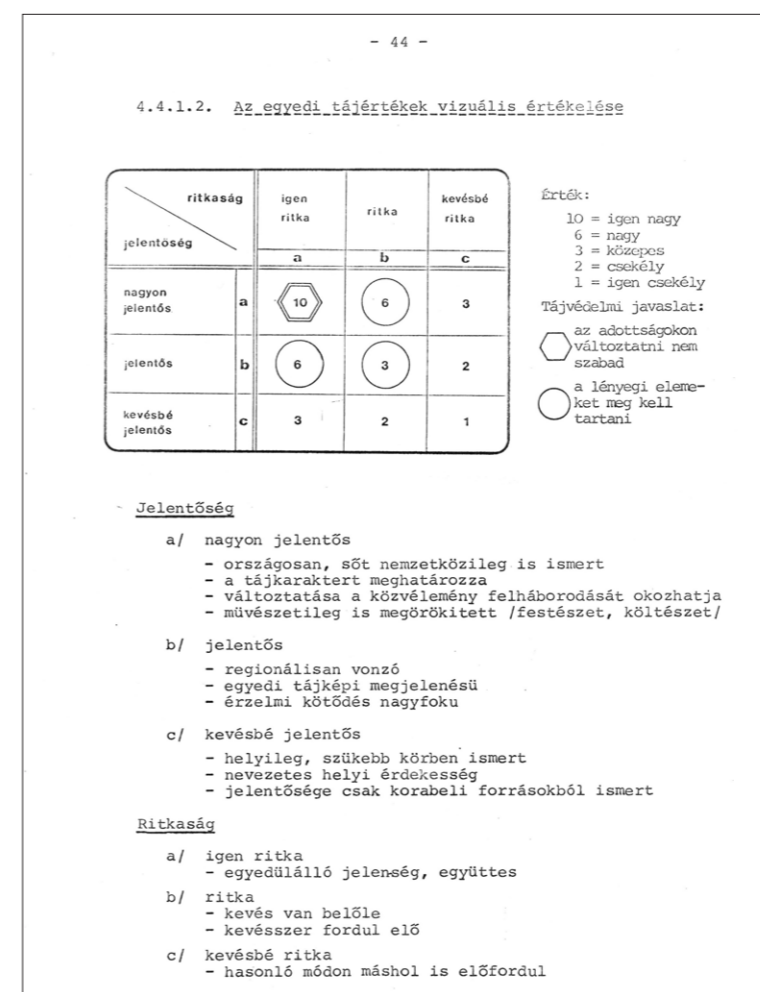 - 44 -
4.4.1.2. Az egyedi tájértékek vizuális értékelése
ritkaság
jelentőség
igen
ritka
ritka
kevésbé
ritka
a b c
nagyon
jelentős
a 10 6 3
jelentős b 6 3 2
kevésbé
jelentős
c 3 2 1
Érték:
10 = igen nagy
6 = nagy
3 = közepes
2 = csekély
1 = igen csekély
Tájvédelmi javaslat:
az adottságokon
változtatni nem
szabad
a lényegi eleme-
ket meg kell
tartani
Jelentőség
a/ nagyon jelentős
- országosan, sőt nemzetközileg is ismert
- a tájkaraktert meghatározza
- változtatása a közvélemény felháborodását okozhatja
- müvészetileg is megörökitett /festészet, költészet/
b/ jelentős
- regionálisan vonzó
- egyedi tájképi megjelenésü
- érzelmi kötődés nagyfoku
c/ kevésbé jelentős
- helyileg, szükebb körben ismert
- nevezetes helyi érdekesség
- jelentősége csak korabeli forrásokból ismert
Ritkaság
a/ igen ritka
- egyedülálló jelenség, együttes
b/ ritka
- kevés van belőle
- kevésszer fordul elő
c/ kevésbé ritka
- hasonló módon máshol is előfordul